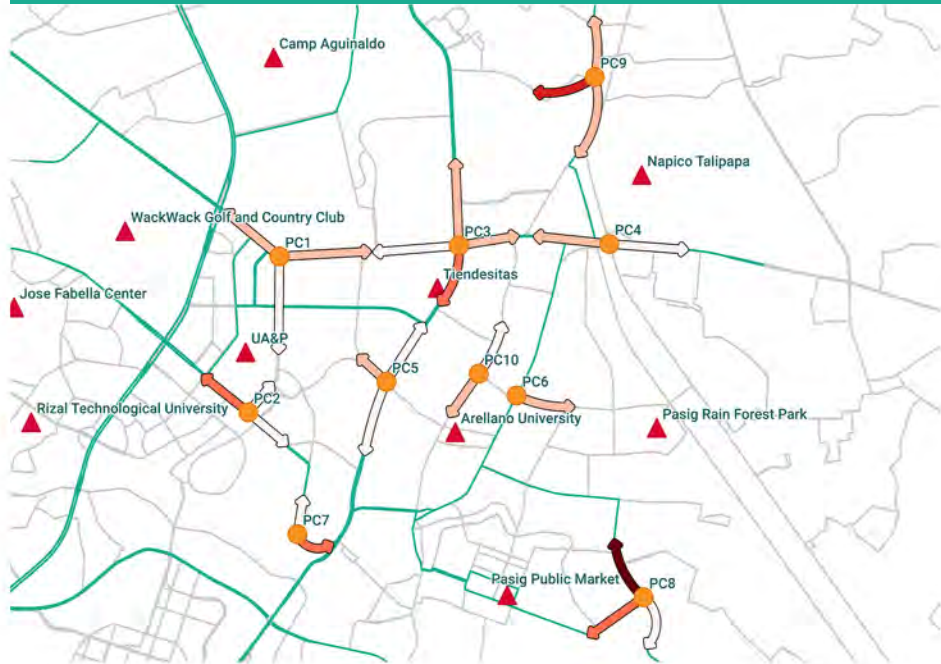 Camp Aguinaldo
PC9
Napico Talipapa
WackWack Golf and Country Club
PC1
PC3
PC4
Tiendesitas
Jose Fabella Center
UA&P
PC5
PC10
PC2
PC6
Rizal Technological University
Arellano University
Pasig Rain Forest Park
PC7
Pasig Public Market
PC8